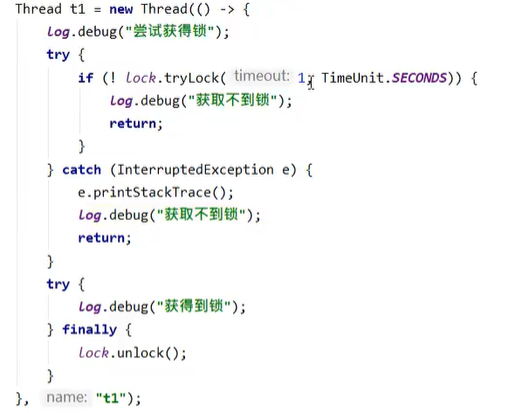 Thread t1 = new Thread(() -> {
    log.debug("尝试获得锁");
    try {
        if (! lock.tryLock( timeout: 1, TimeUnit.SECONDS)) {
            log.debug("获取不到锁");
            return;
        }
    } catch (InterruptedException e) {
        e.printStackTrace();
        log.debug("获取不到锁");
        return;
    }
    try {
        log.debug("获得到锁");
    } finally {
        lock.unlock();
    }
}, name: "t1");